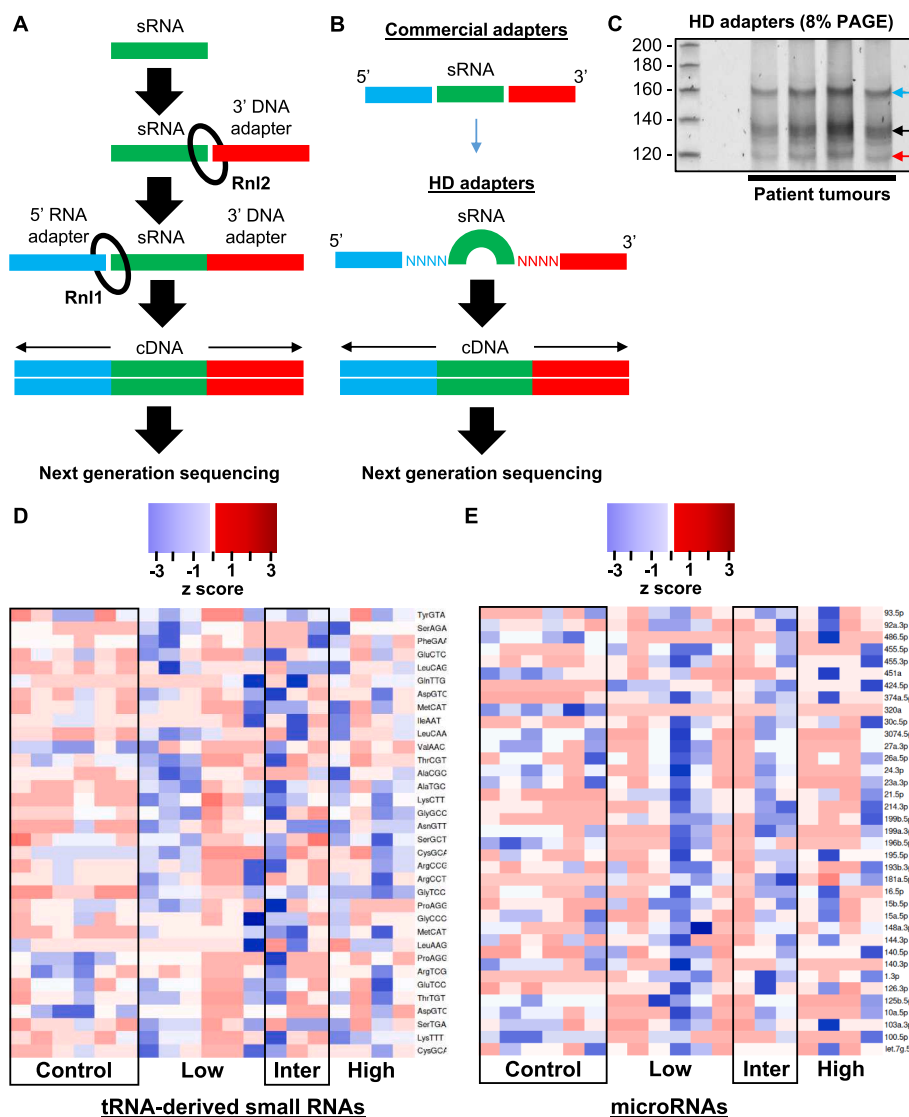 A
sRNA
sRNA
3’ DNA
adapter
Rnl2
5’ RNA
adapter
sRNA
3’ DNA
adapter
Rnl1
cDNA
Next generation sequencing
B
Commercial adapters
5’
sRNA
3’
HD adapters
sRNA
5’
3’
NNNN
NNNN
cDNA
Next generation sequencing
C
HD adapters (8% PAGE)
200 -
180 -
160 -
140 -
120 -
Patient tumours
D
-3 -1 1 3
z score
TyrGTA
SerAGA
PheGAA
GluCTC
LeuCAG
GlnTTG
AspGTC
MetCAT
IleAAT
LeuCAA
ValAAC
ThrCGT
AlaCGC
AlaTGC
LysCTT
GlyGCC
AsnGTT
SerGCT
CysGCA
ArgCCG
ArgCCT
GlyTCC
ProAGG
GlyCCC
MetCAT
LeuAAG
ProAGG
ArgTCG
GluTCC
ThrTGT
AspGTC
SerTGA
LysTTT
CysGCA
Control Low Inter High
tRNA-derived small RNAs
E
-3 -1 1 3
z score
93.5p
92a.3p
486.5p
455.5p
455.3p
451a
424.5p
374a.5p
320a
30c.5p
3074.5p
27a.3p
26a.5p
24.3p
23a.3p
21.5p
214.3p
199b.5p
199a.3p
196b.5p
195.5p
193b.3p
181a.5p
16.5p
15b.5p
15a.5p
148a.3p
144.3p
140.5p
140.3p
1.3p
126.3p
125b.5p
10a.5p
103a.3p
100.5p
let.7g.5
Control Low Inter High
microRNAs